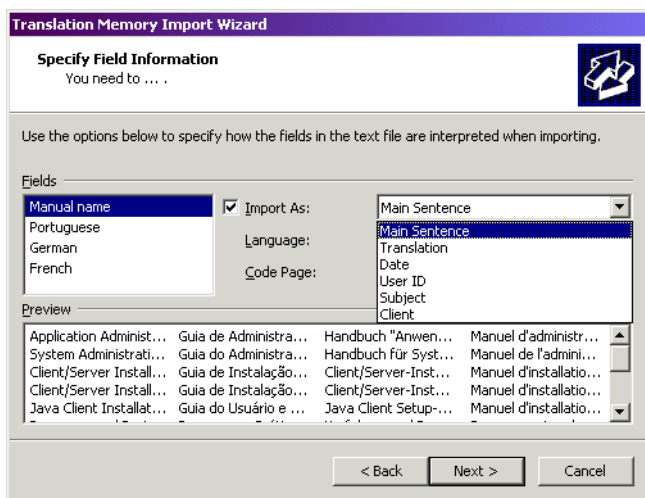 Translation Memory Import Wizard
Specify Field Information
You need to ... .
Use the options below to specify how the fields in the text file are interpreted when importing.
Fields
Manual name
Portuguese
German
French
Import As:
Main Sentence
Language:
Code Page:
Main Sentence
Translation
Date
User ID
Subject
Client
Preview
Application Administ... Guia de Administra... Handbuch "Anwen... Manuel d'administr...
System Administrati... Guia do Administra... Handbuch für Syst... Manuel de l'admini...
Client/Server Install... Guia de Instalação... Client/Server-Inst... Manuel d'installatio...
Client/Server Install... Guia de Instalação... Client/Server-Inst... Manuel d'installatio...
Java Client Installat... Guia do Usuário e ... Java Client Setup-... Manuel d'installatio...
< Back Next > Cancel